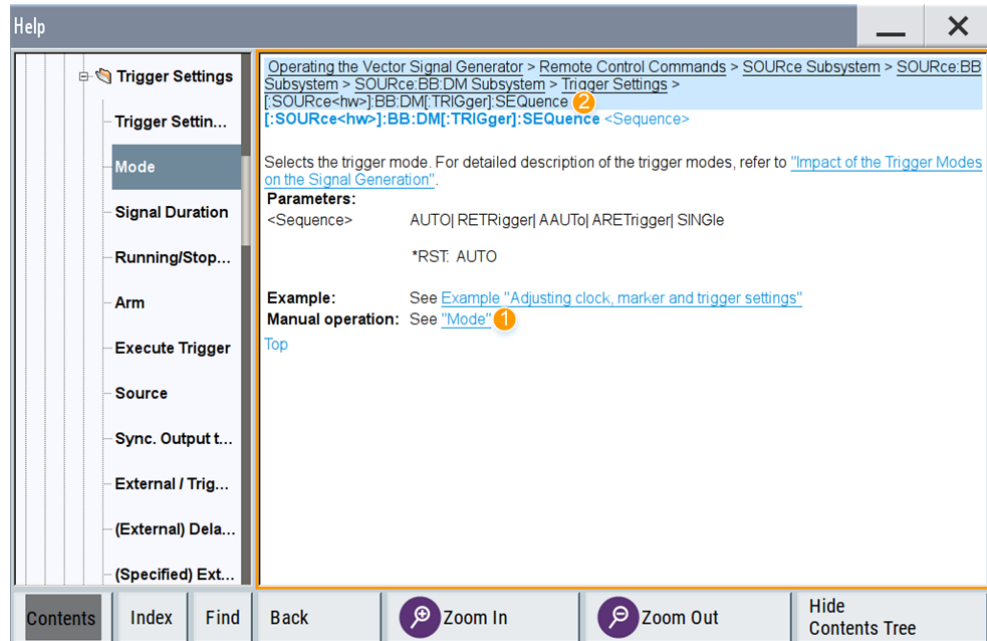 Help
Trigger Settings
Trigger Settin...
Mode
Signal Duration
Running/Stop...
Arm
Execute Trigger
Source
Sync. Output t...
External / Trig...
(External) Dela...
(Specified) Ext...
Operating the Vector Signal Generator > Remote Control Commands > SOURce Subsystem > SOURce:BB
Subsystem > SOURce:BB:DM Subsystem > Trigger Settings >
[:SOURce<hw>]:BB:DM[:TRIGger]:SEQuence 2
[:SOURce<hw>]:BB:DM[:TRIGger]:SEQuence <Sequence>
Selects the trigger mode. For detailed description of the trigger modes, refer to "Impact of the Trigger Modes
on the Signal Generation".
Parameters:
<Sequence> AUTO| RETRigger| AAUTo| ARETrigger| SINGle
*RST: AUTO
Example: See Example "Adjusting clock, marker and trigger settings"
Manual operation: See "Mode" 1
Top
Contents Index Find Back Zoom In Zoom Out Hide
Contents Tree